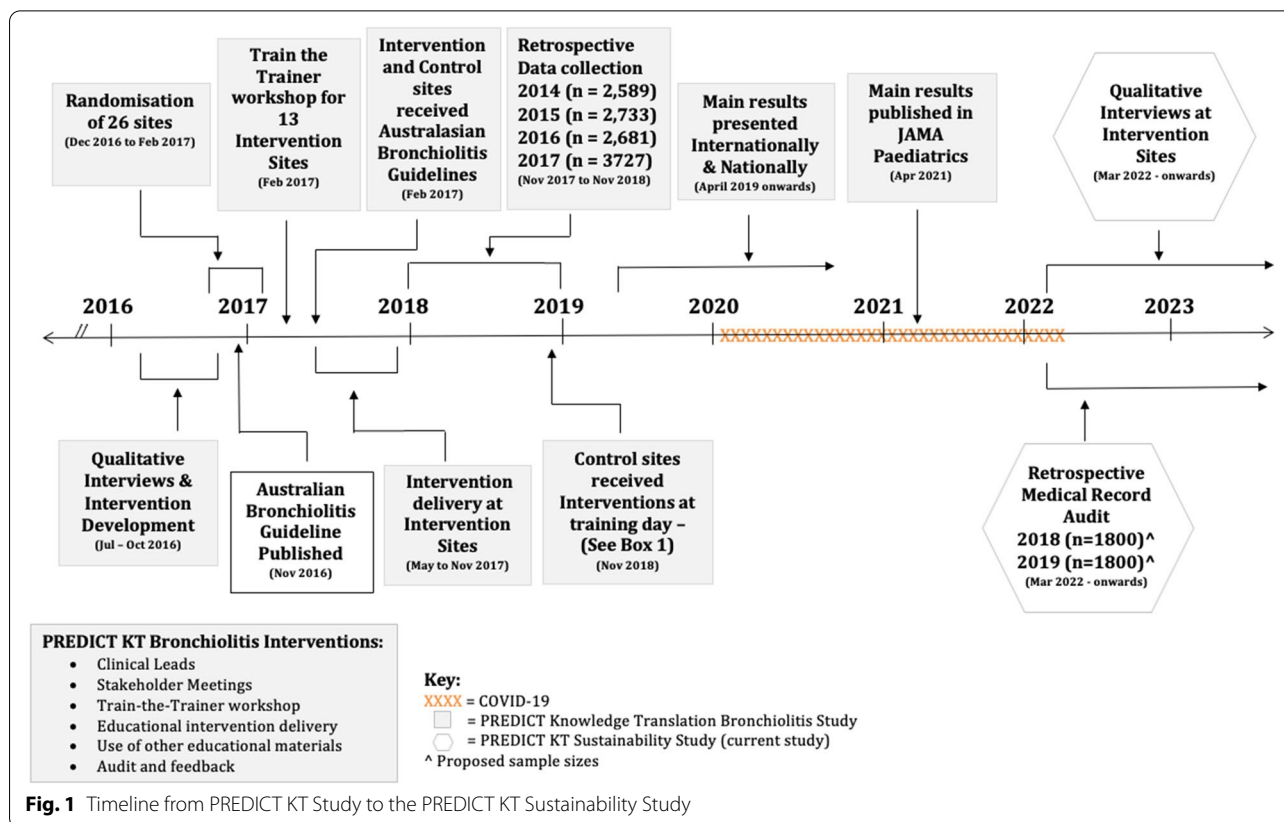 Randomisation
of 26 sites
(Dec 2016 to Feb 2017)
Train the
Trainer
workshop for
13
Intervention
Sites
(Feb 2017)
Intervention
and Control
sites
received
Australasian
Bronchiolitis
Guidelines
(Feb 2017)
Retrospective
Data collection
2014 (n = 2,589)
2015 (n = 2,733)
2016 (n = 2,681)
2017 (n = 3727)
(Nov 2017 to Nov 2018)
Main results
presented
Internationally
& Nationally
(April 2019 onwards)
Main results
published in
JAMA
Paediatrics
(Apr 2021)
Qualitative
Interviews at
Intervention
Sites
(Mar 2022 - onwards)
2016 2017 2018 2019 2020 2021 2022 2023
// XXXXXXXXXXXXXXXXXXXXXXXXXXXXXXXXX
Qualitative
Interviews &
Intervention
Development
(Jul – Oct 2016)
Australian
Bronchiolitis
Guideline
Published
(Nov 2016)
Intervention
delivery at
Intervention
Sites
(May to Nov 2017)
Control sites
received
Interventions at
training day –
(See Box 1)
(Nov 2018)
Retrospective
Medical Record
Audit
2018 (n=1800)^
2019 (n=1800)^
(Mar 2022 - onwards)
PREDICT KT Bronchiolitis Interventions:
• Clinical Leads
• Stakeholder Meetings
• Train-the-Trainer workshop
• Educational intervention delivery
• Use of other educational materials
• Audit and feedback
Key:
XXXX = COVID-19
= PREDICT Knowledge Translation Bronchiolitis Study
= PREDICT KT Sustainability Study (current study)
^ Proposed sample sizes
Fig. 1 Timeline from PREDICT KT Study to the PREDICT KT Sustainability Study